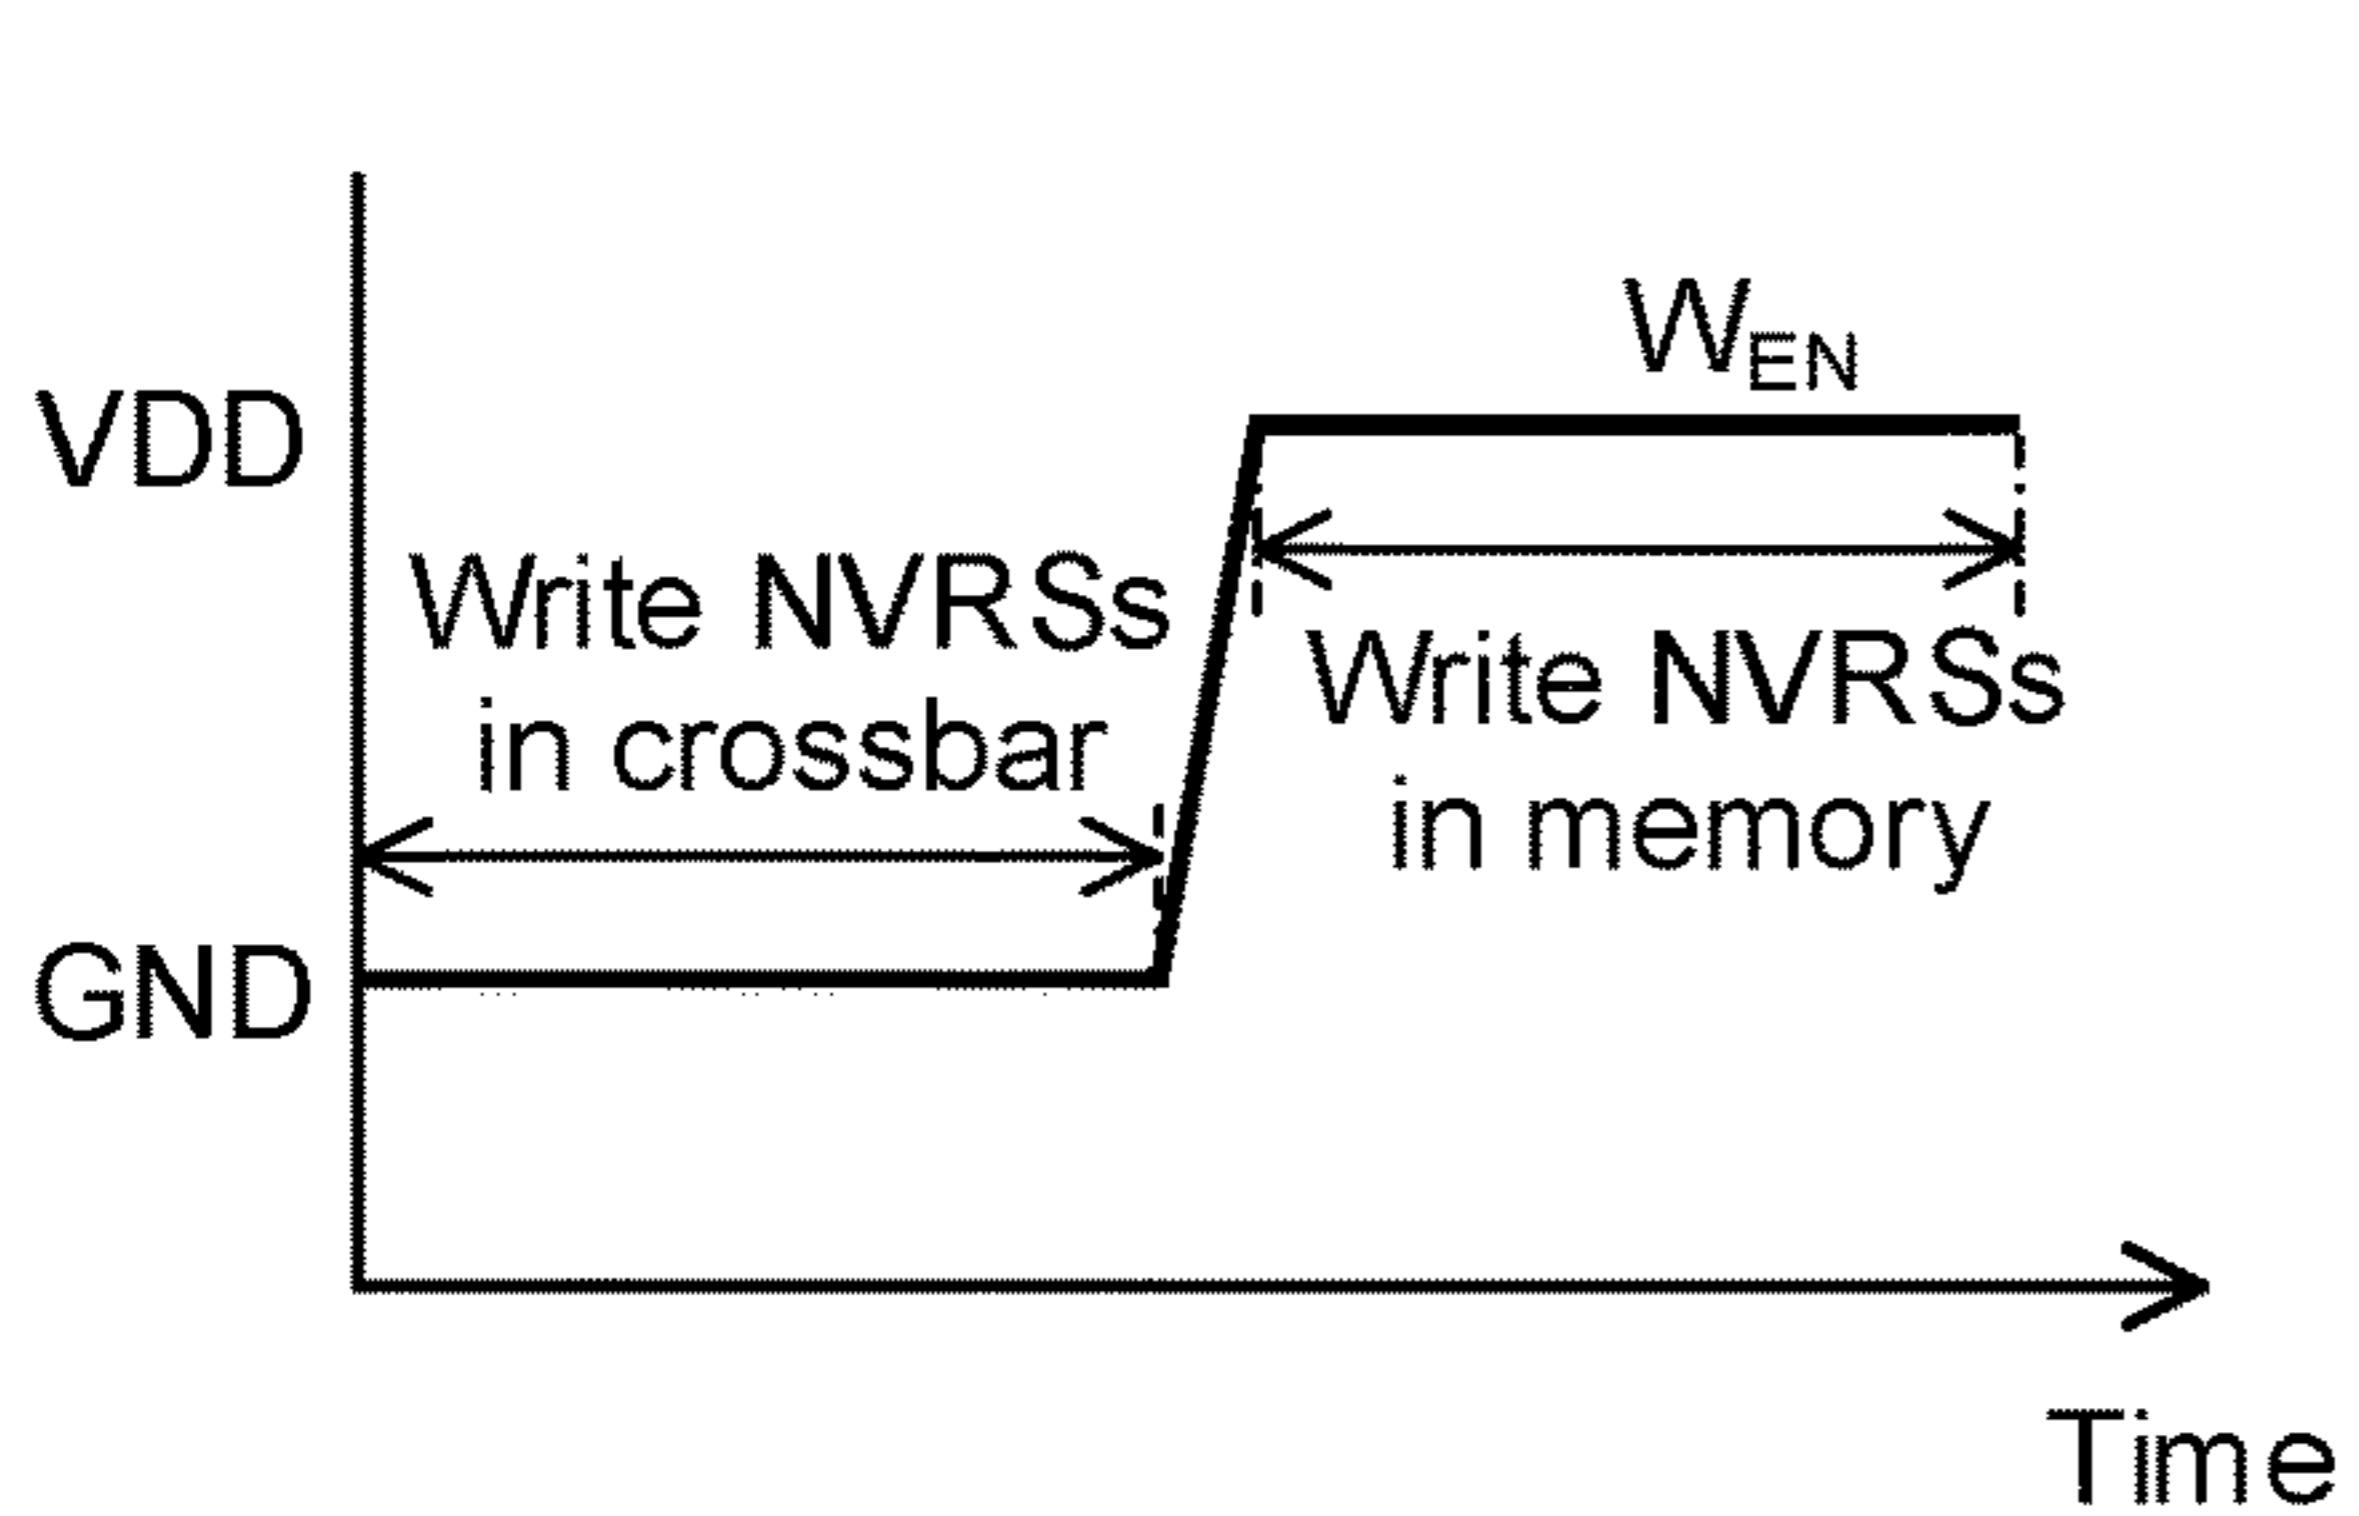 W_EN
VDD
Write NVRSs
in crossbar
Write NVRSs
in memory
GND
Time